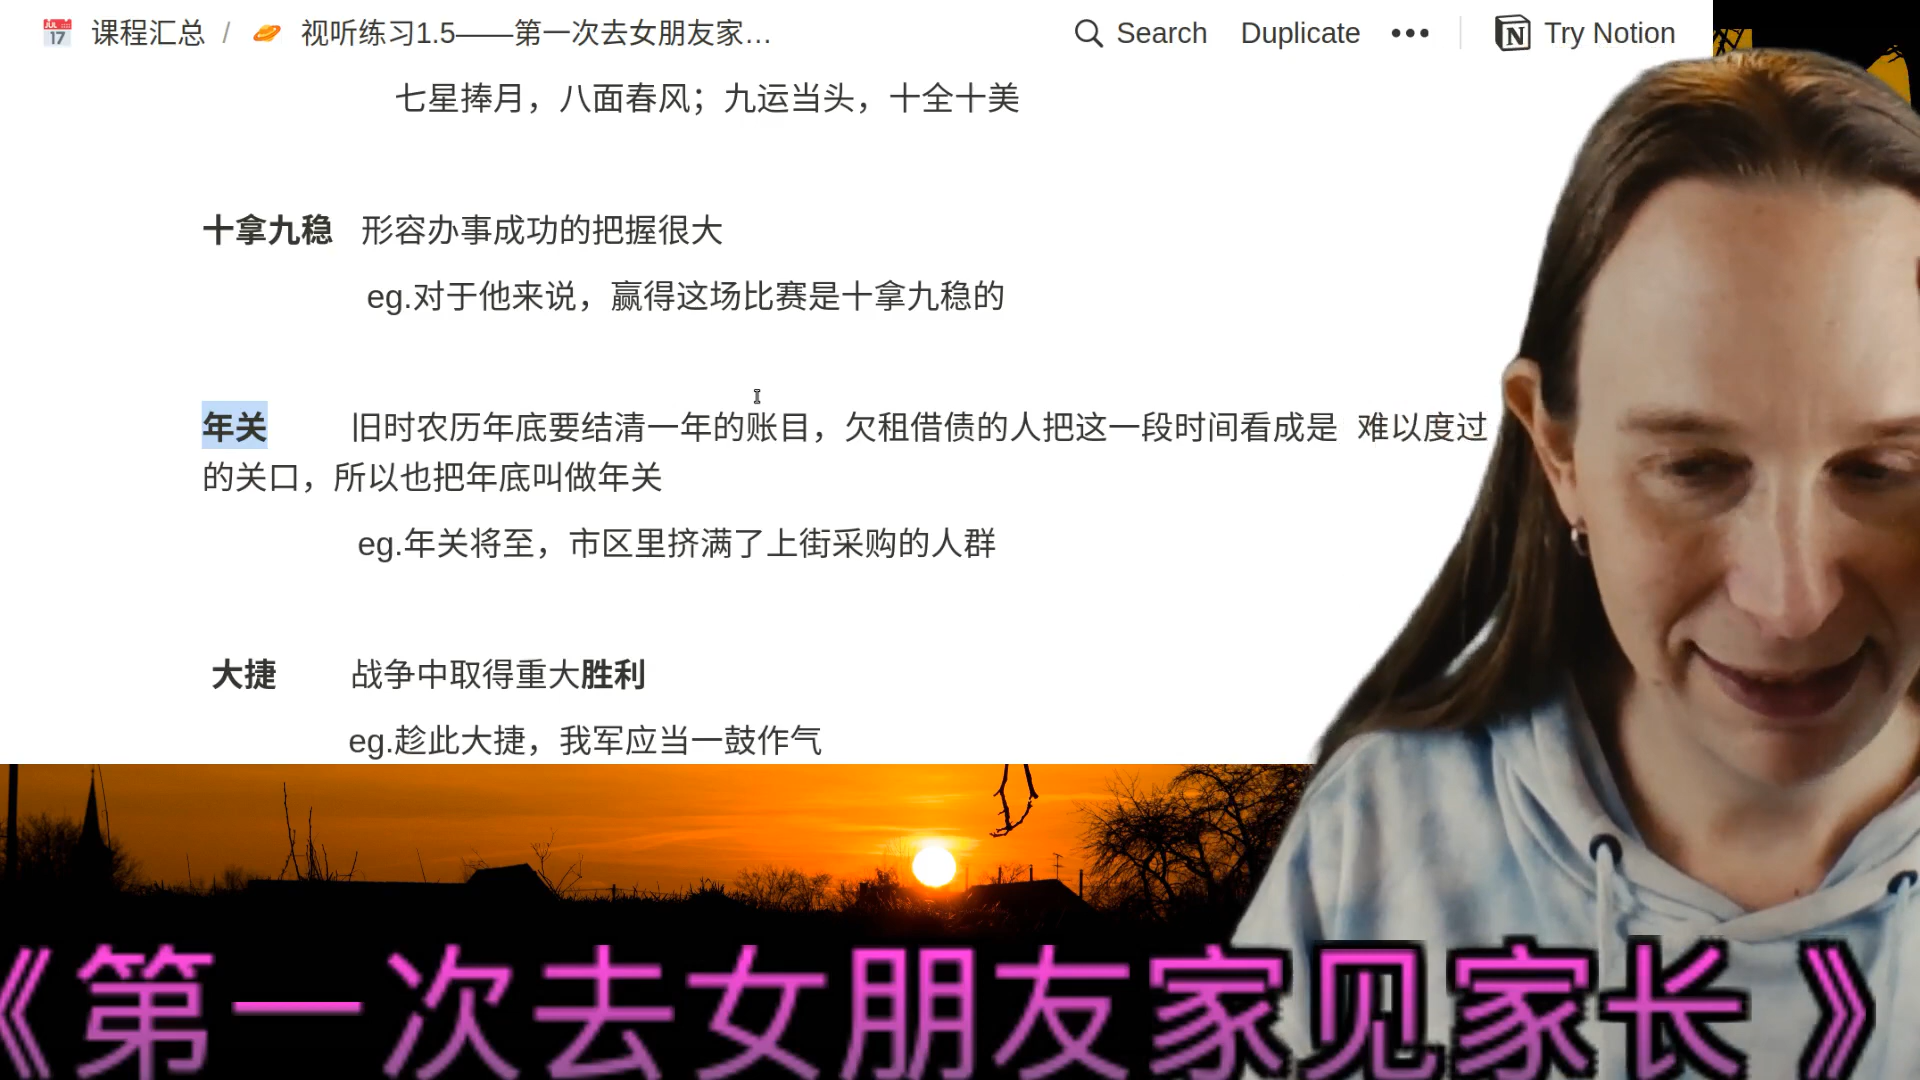 课程汇总 / 视听练习1.5——第一次去女朋友家... Search Duplicate ••• Try Notion
七星捧月，八面春风；九运当头，十全十美
十拿九稳 形容办事成功的把握很大
eg.对于他来说，赢得这场比赛是十拿九稳的
年关 旧时农历年底要结清一年的账目，欠租借债的人把这一段时间看成是 难以度过
的关口，所以也把年底叫做年关
eg.年关将至，市区里挤满了上街采购的人群
大捷 战争中取得重大胜利
eg.趁此大捷，我军应当一鼓作气
《第一次去女朋友家见家长》